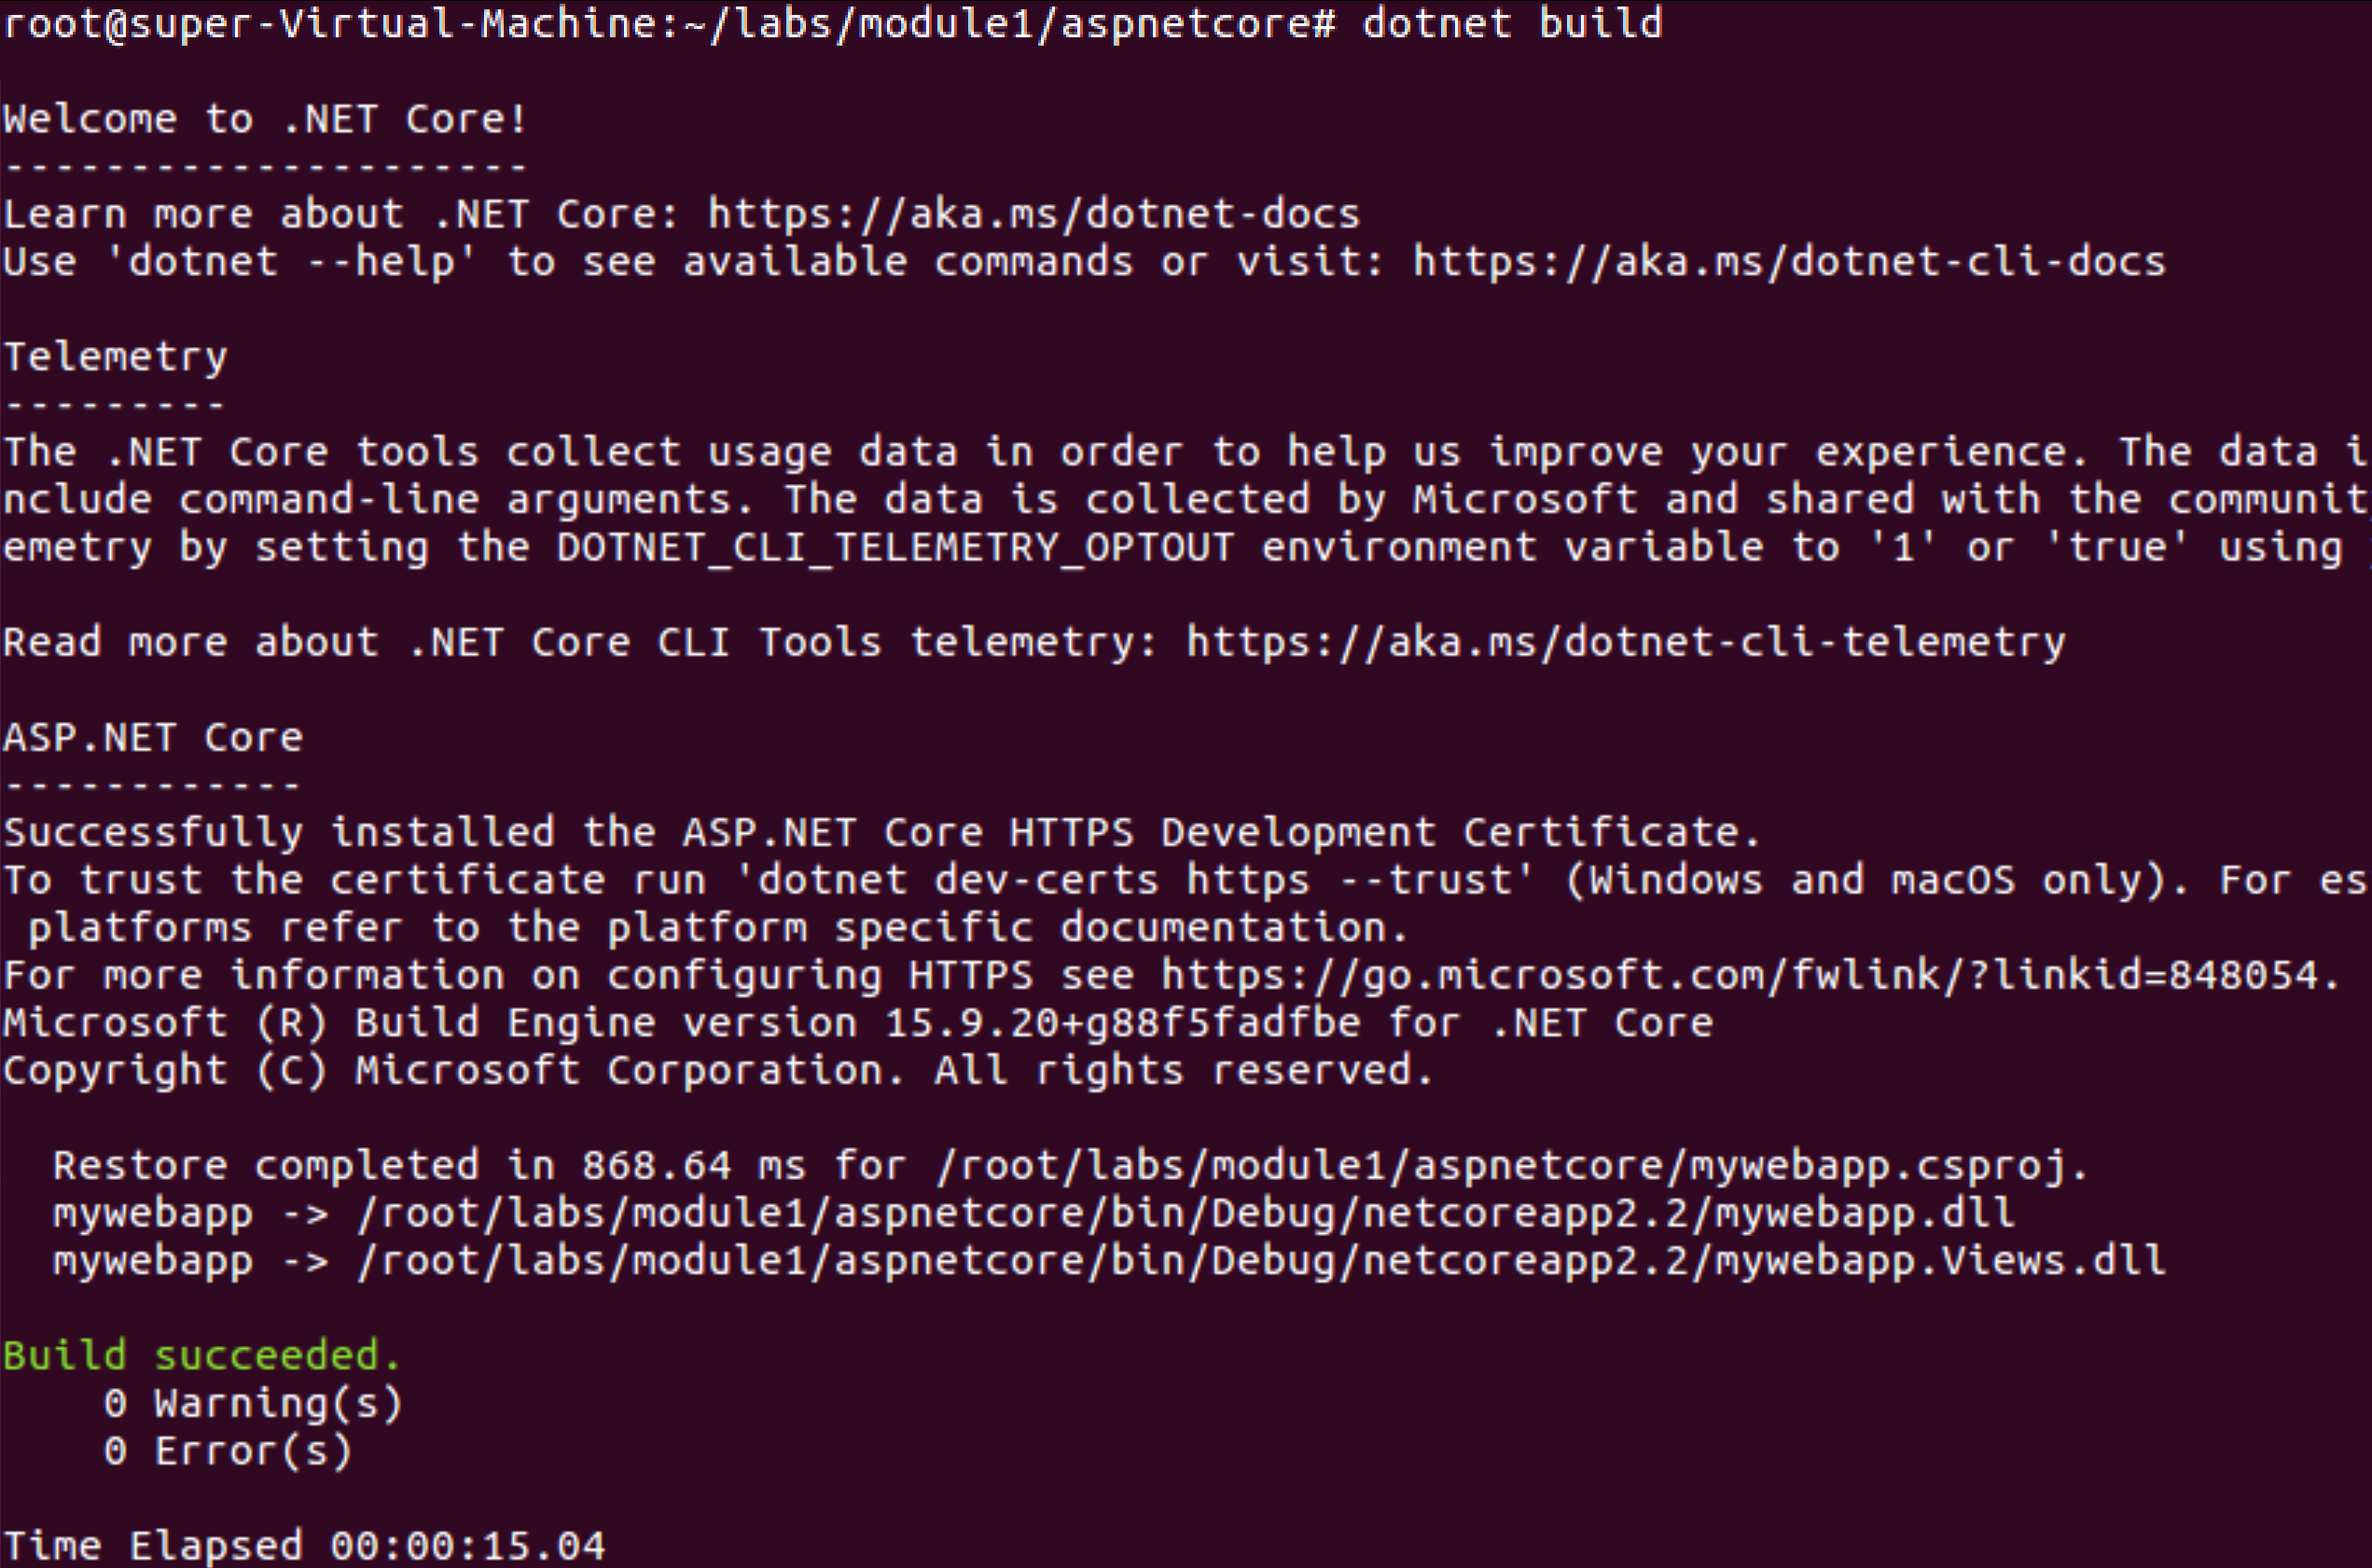 root@super-Virtual-Machine:~/labs/module1/aspnetcore# dotnet build
Welcome to .NET Core!
---------------------
Learn more about .NET Core: https://aka.ms/dotnet-docs
Use 'dotnet --help' to see available commands or visit: https://aka.ms/dotnet-cli-docs
Telemetry
---------
The .NET Core tools collect usage data in order to help us improve your experience. The data i
nclude command-line arguments. The data is collected by Microsoft and shared with the communit
emetry by setting the DOTNET_CLI_TELEMETRY_OPTOUT environment variable to '1' or 'true' using
Read more about .NET Core CLI Tools telemetry: https://aka.ms/dotnet-cli-telemetry
ASP.NET Core
------------
Successfully installed the ASP.NET Core HTTPS Development Certificate.
To trust the certificate run 'dotnet dev-certs https --trust' (Windows and macOS only). For es
platforms refer to the platform specific documentation.
For more information on configuring HTTPS see https://go.microsoft.com/fwlink/?linkid=848054.
Microsoft (R) Build Engine version 15.9.20+g88f5fadfbe for .NET Core
Copyright (C) Microsoft Corporation. All rights reserved.
Restore completed in 868.64 ms for /root/labs/module1/aspnetcore/mywebapp.csproj.
mywebapp -> /root/labs/module1/aspnetcore/bin/Debug/netcoreapp2.2/mywebapp.dll
mywebapp -> /root/labs/module1/aspnetcore/bin/Debug/netcoreapp2.2/mywebapp.Views.dll
Build succeeded.
0 Warning(s)
0 Error(s)
Time Elapsed 00:00:15.04